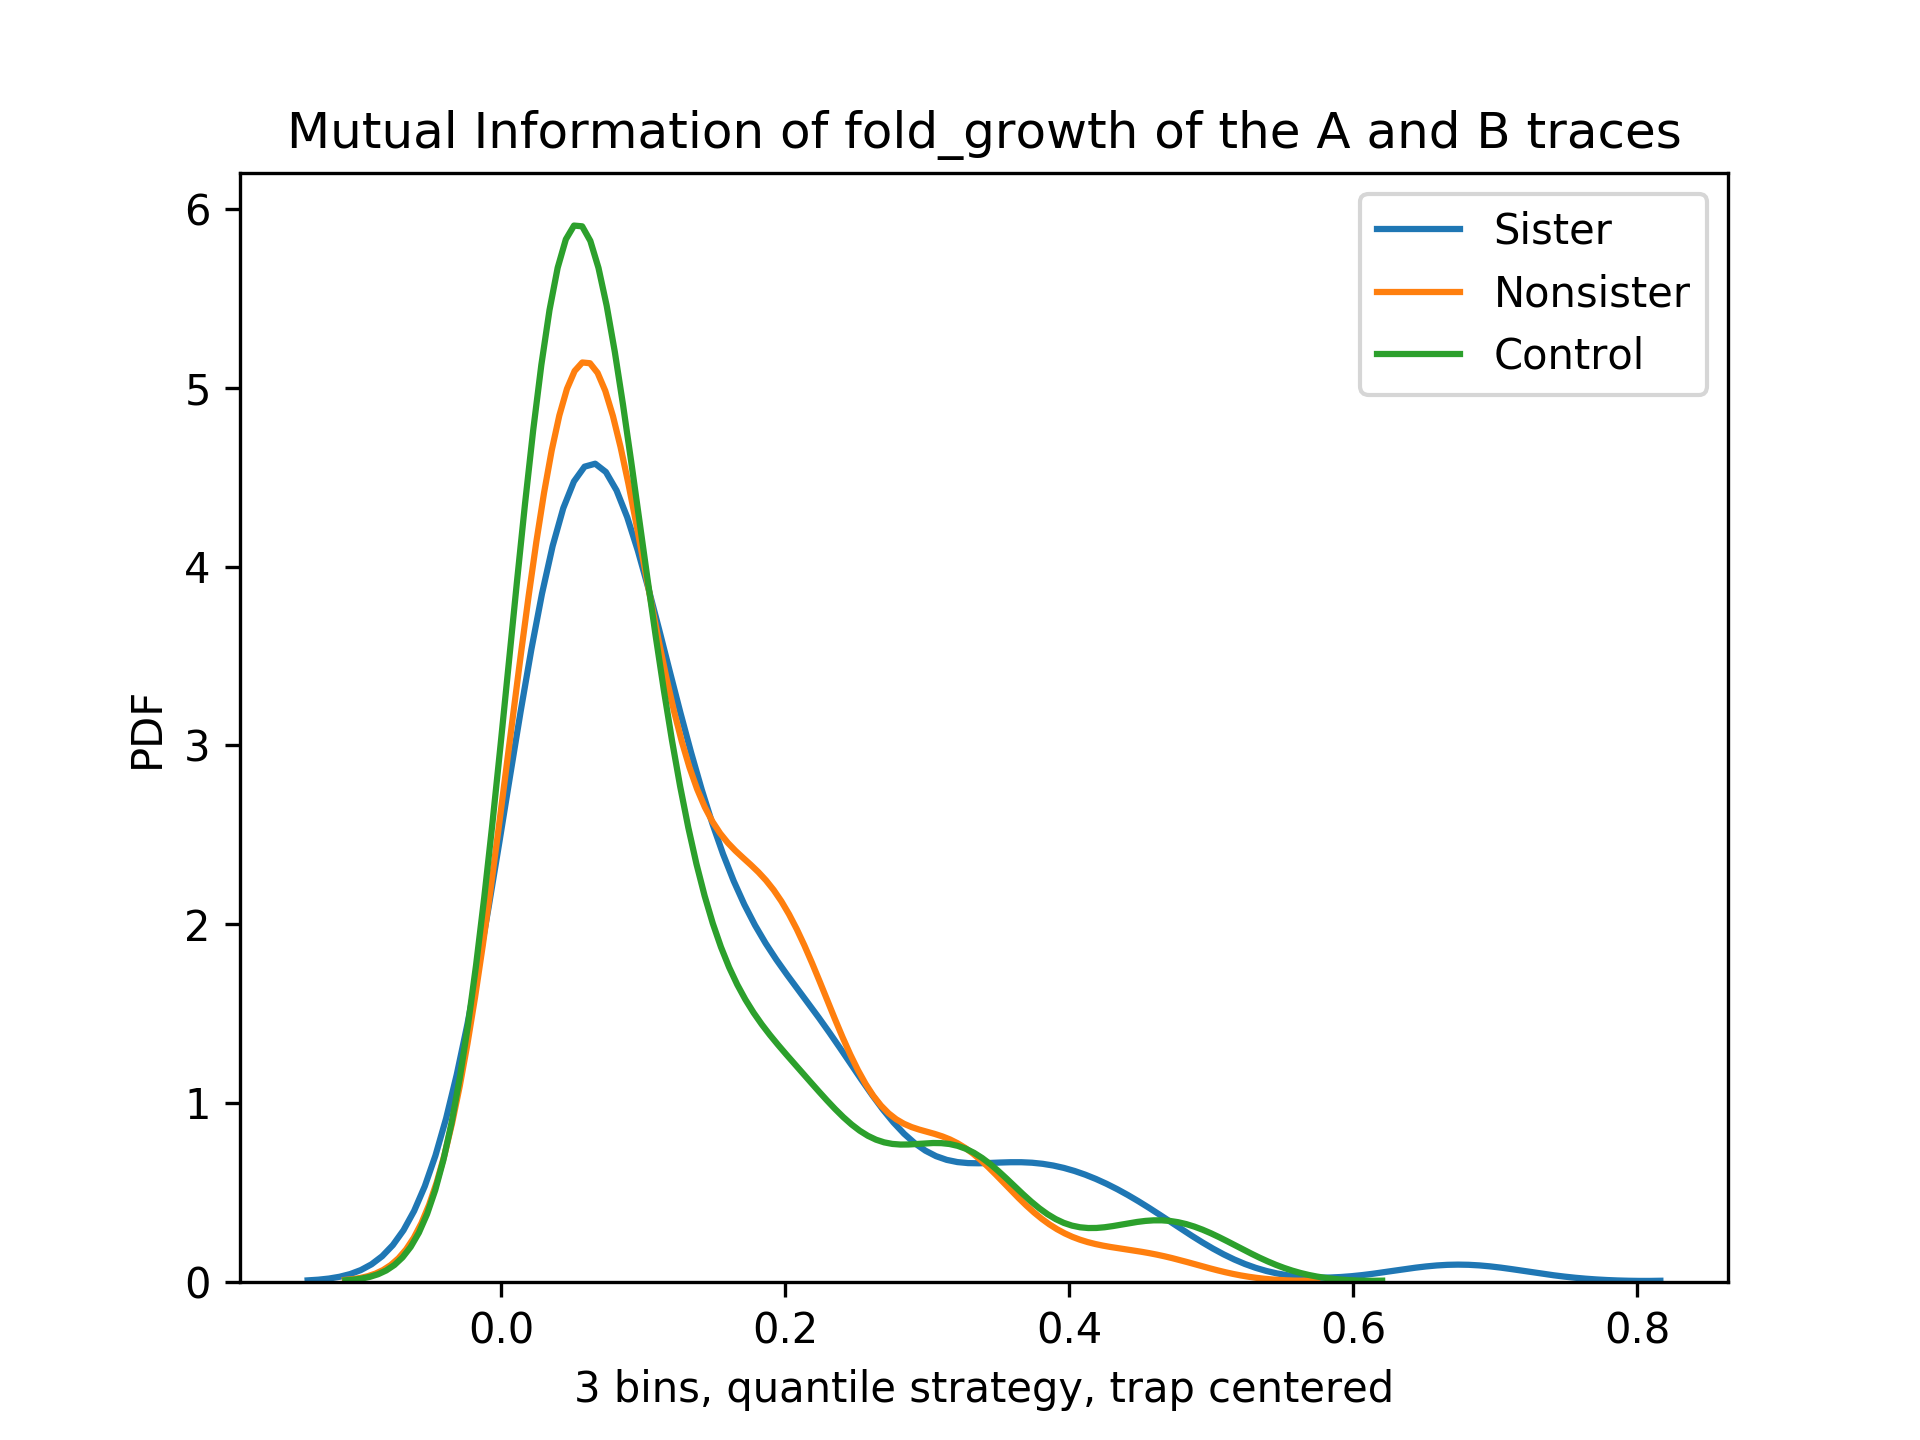 Mutual Information of fold_growth of the A and B traces
Sister
Nonsister
Control
6
5
4
3
2
1
0
PDF
0.0 0.2 0.4 0.6 0.8
3 bins, quantile strategy, trap centered